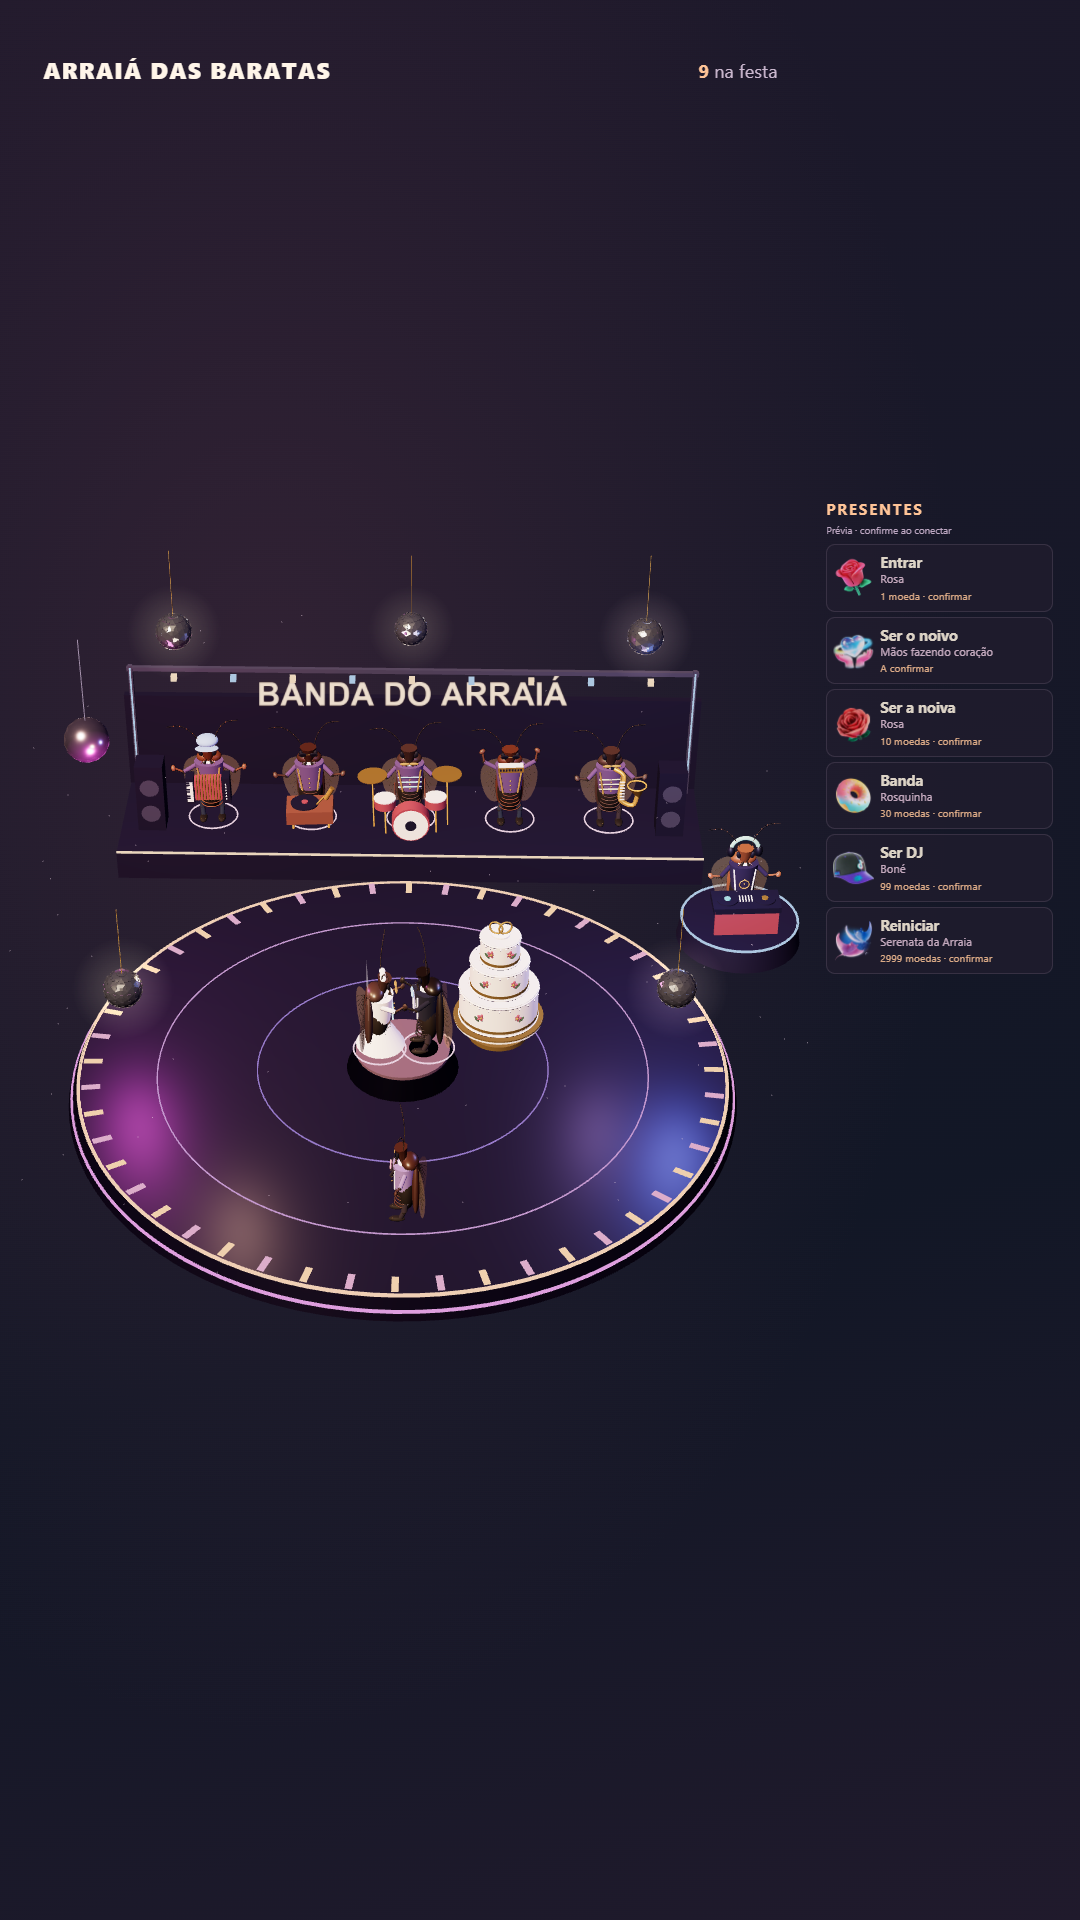 ARRAIÁ DAS BARATAS
9 na festa
PRESENTES
Prévia · confirme ao conectar
Entrar
Rosa
1 moeda · confirmar
Ser o noivo
Mãos fazendo coração
A confirmar
Ser a noiva
Rosa
10 moedas · confirmar
Banda
Rosquinha
30 moedas · confirmar
Ser DJ
Boné
99 moedas · confirmar
Reiniciar
Serenata da Arraia
2999 moedas · confirmar
BANDA DO ARRAIÁ